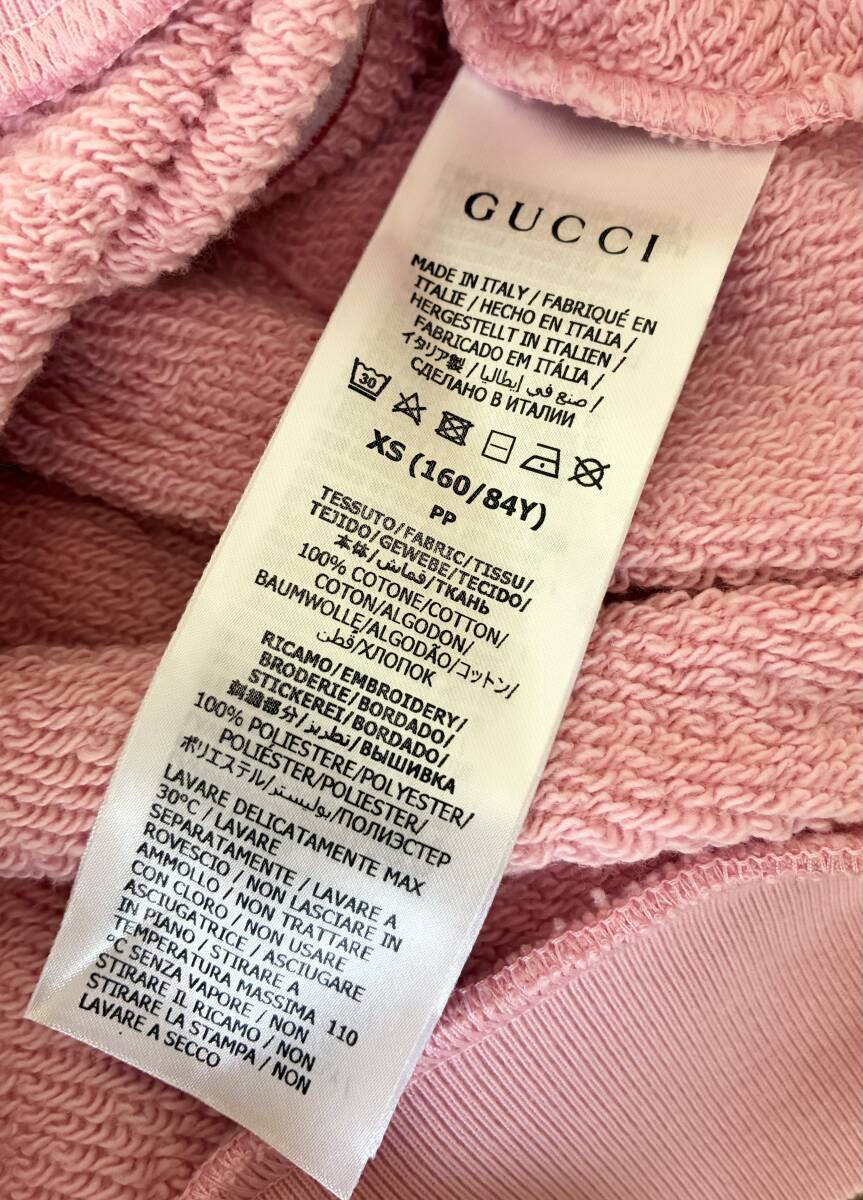 GUCCI
MADE IN ITALY / FABRIQUÉ EN
ITALIE / HECHO EN ITALIA /
HERGESTELLT IN ITALIEN /
FABRICADO EM ITÁLIA /
イタリア製 / صنع في إيطاليا /
СДЕЛАНО В ИТАЛИИ
30
XS (160/84Y)
PP
TESSUTO/FABRIC/TISSU/
TEJIDO/GEWEBE/TECIDO/
本体/قماش/ТКАНЬ
100% COTONE/COTTON/
COTON/ALGODON/
BAUMWOLLE/ALGODÃO/コットン/
قطن/ХЛОПОК
RICAMO/EMBROIDERY/
BRODERIE/BORDADO/
STICKEREI/BORDADO/
刺繍部分/تطريز/ВЫШИВКА
100% POLIESTERE/POLYESTER/
POLIÉSTER/POLIESTER/
ポリエステル/بوليستر/ПОЛИЭСТЕР
LAVARE DELICATAMENTE MAX
30°C / LAVARE
SEPARATAMENTE / LAVARE A
ROVESCIO / NON LASCIARE IN
AMMOLLO / NON TRATTARE
CON CLORO / NON USARE
ASCIUGATRICE / ASCIUGARE
IN PIANO / STIRARE A
TEMPERATURA MASSIMA 110
°C SENZA VAPORE / NON
STIRARE IL RICAMO / NON
STIRARE LA STAMPA / NON
LAVARE A SECCO